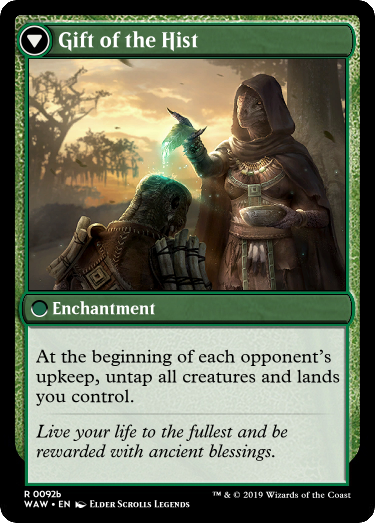 Gift of the Hist
Enchantment
At the beginning of each opponent's
upkeep, untap all creatures and lands
you control.
Live your life to the fullest and be
rewarded with ancient blessings.
R 0092b
WAW • EN Elder Scrolls Legends
™ & © 2019 Wizards of the Coast